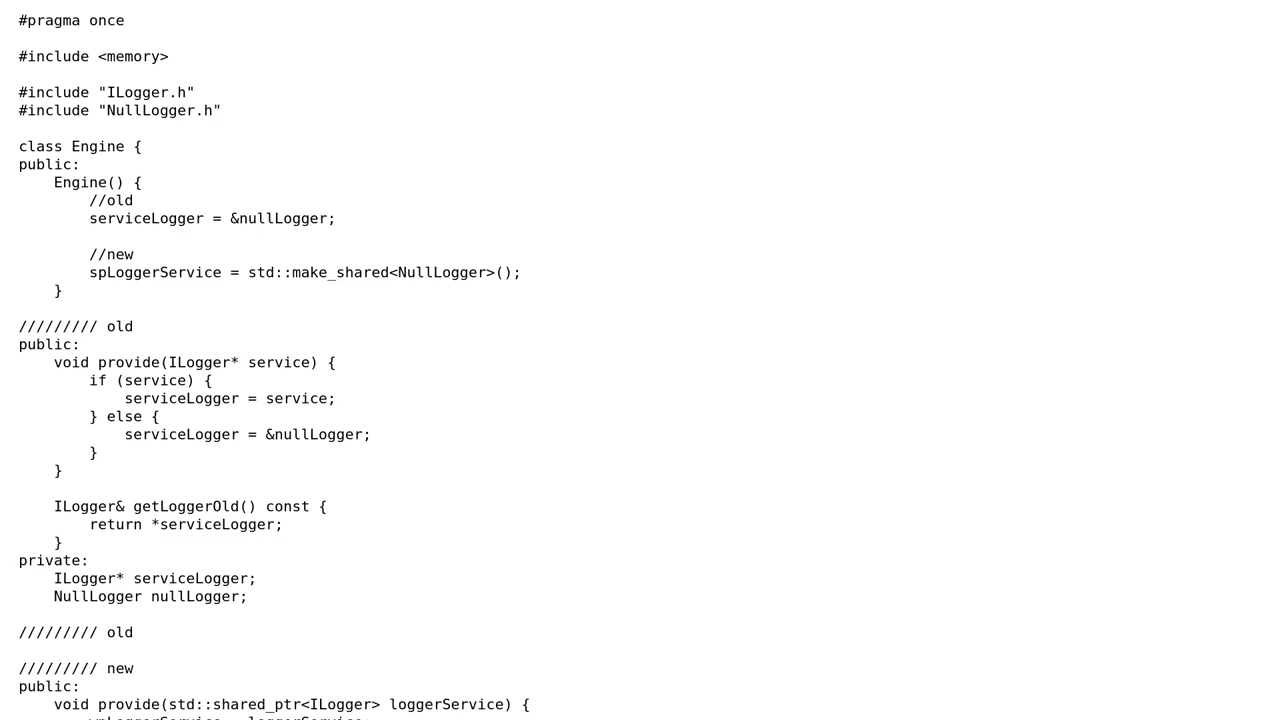 #pragma once
#include <memory>
#include "ILogger.h"
#include "NullLogger.h"
class Engine {
public:
    Engine() {
        //old
        serviceLogger = &nullLogger;
        //new
        spLoggerService = std::make_shared<NullLogger>();
    }
///////// old
public:
    void provide(ILogger* service) {
        if (service) {
            serviceLogger = service;
        } else {
            serviceLogger = &nullLogger;
        }
    }
    ILogger& getLoggerOld() const {
        return *serviceLogger;
    }
private:
    ILogger* serviceLogger;
    NullLogger nullLogger;
///////// old
///////// new
public:
    void provide(std::shared_ptr<ILogger> loggerService) {